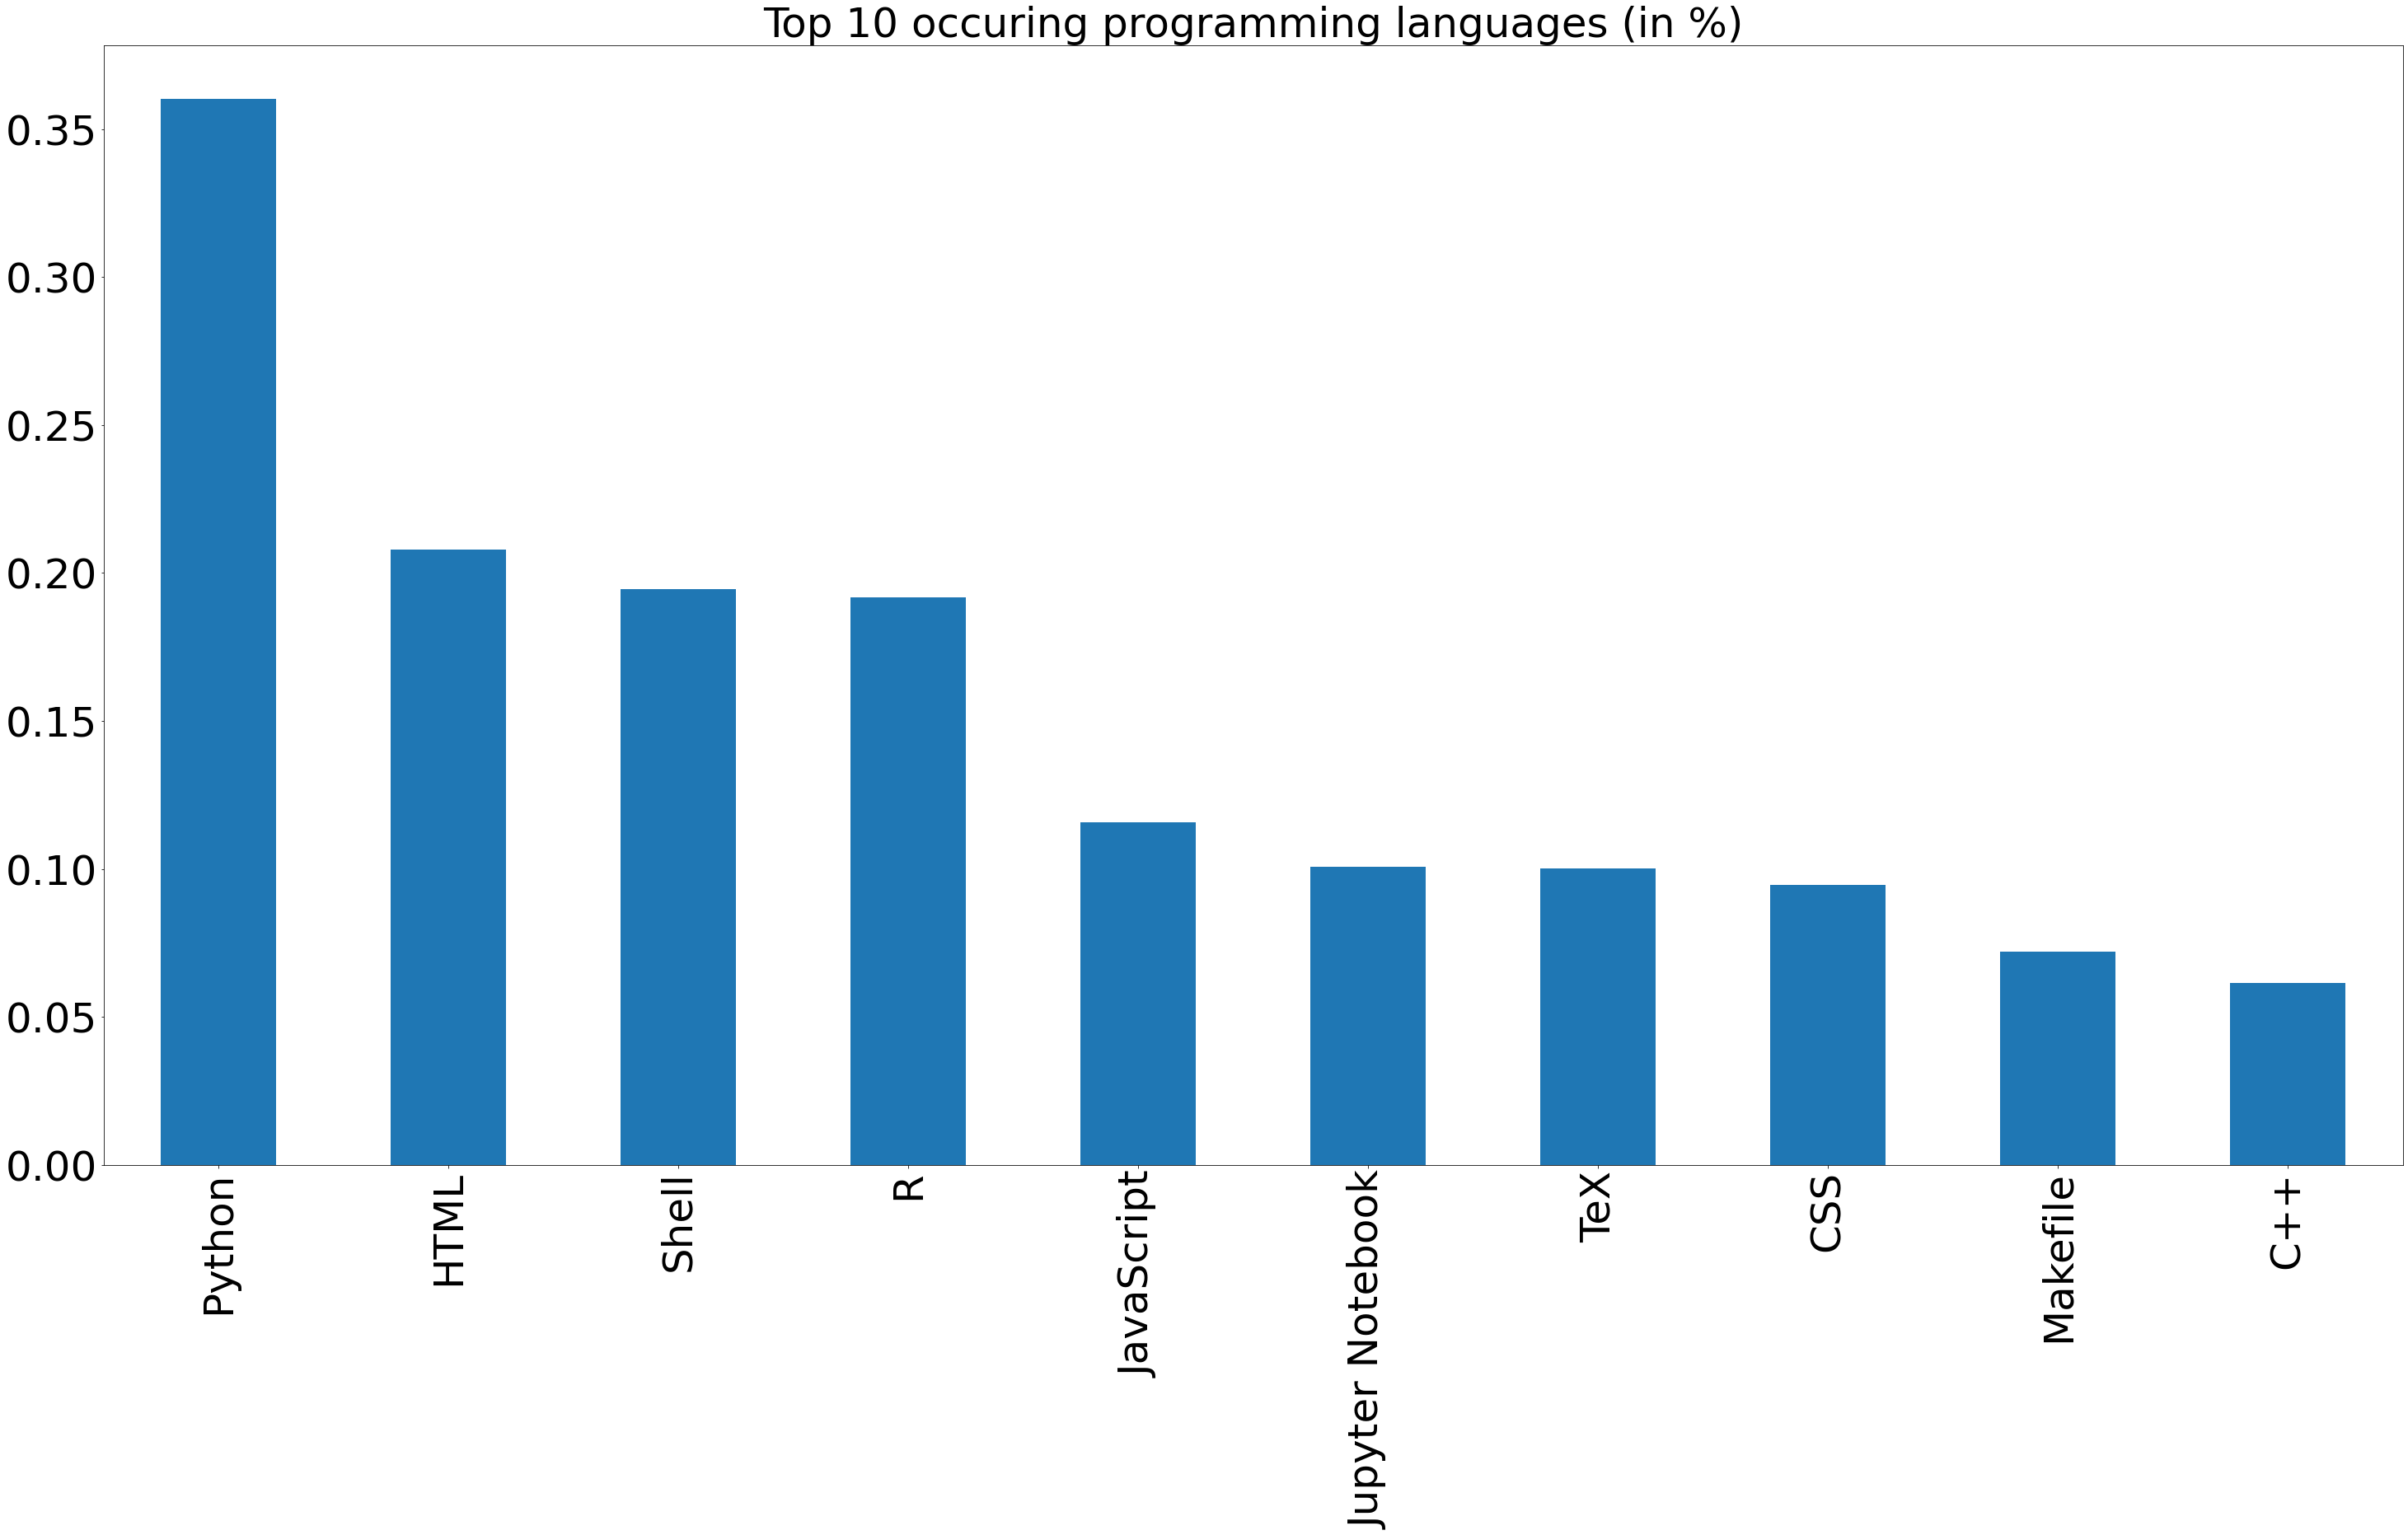 Top 10 occuring programming languages (in %)
0.35
0.30
0.25
0.20
0.15
0.10
0.05
0.00
Python
HTML
Shell
R
JavaScript
Jupyter Notebook
TeX
CSS
Makefile
C++